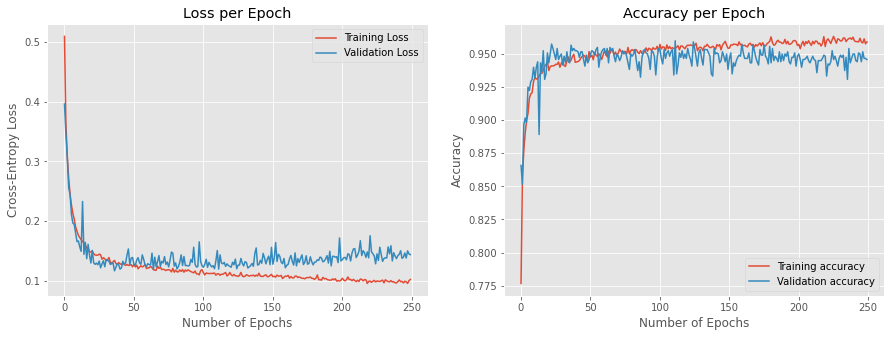 Loss per Epoch
Training Loss
Validation Loss
0.5
0.4
0.3
0.2
0.1
Cross-Entropy Loss
0
50
100
150
200
250
Number of Epochs
Accuracy per Epoch
0.950
0.925
0.900
0.875
0.850
0.825
0.800
0.775
Accuracy
Training accuracy
Validation accuracy
0
50
100
150
200
250
Number of Epochs